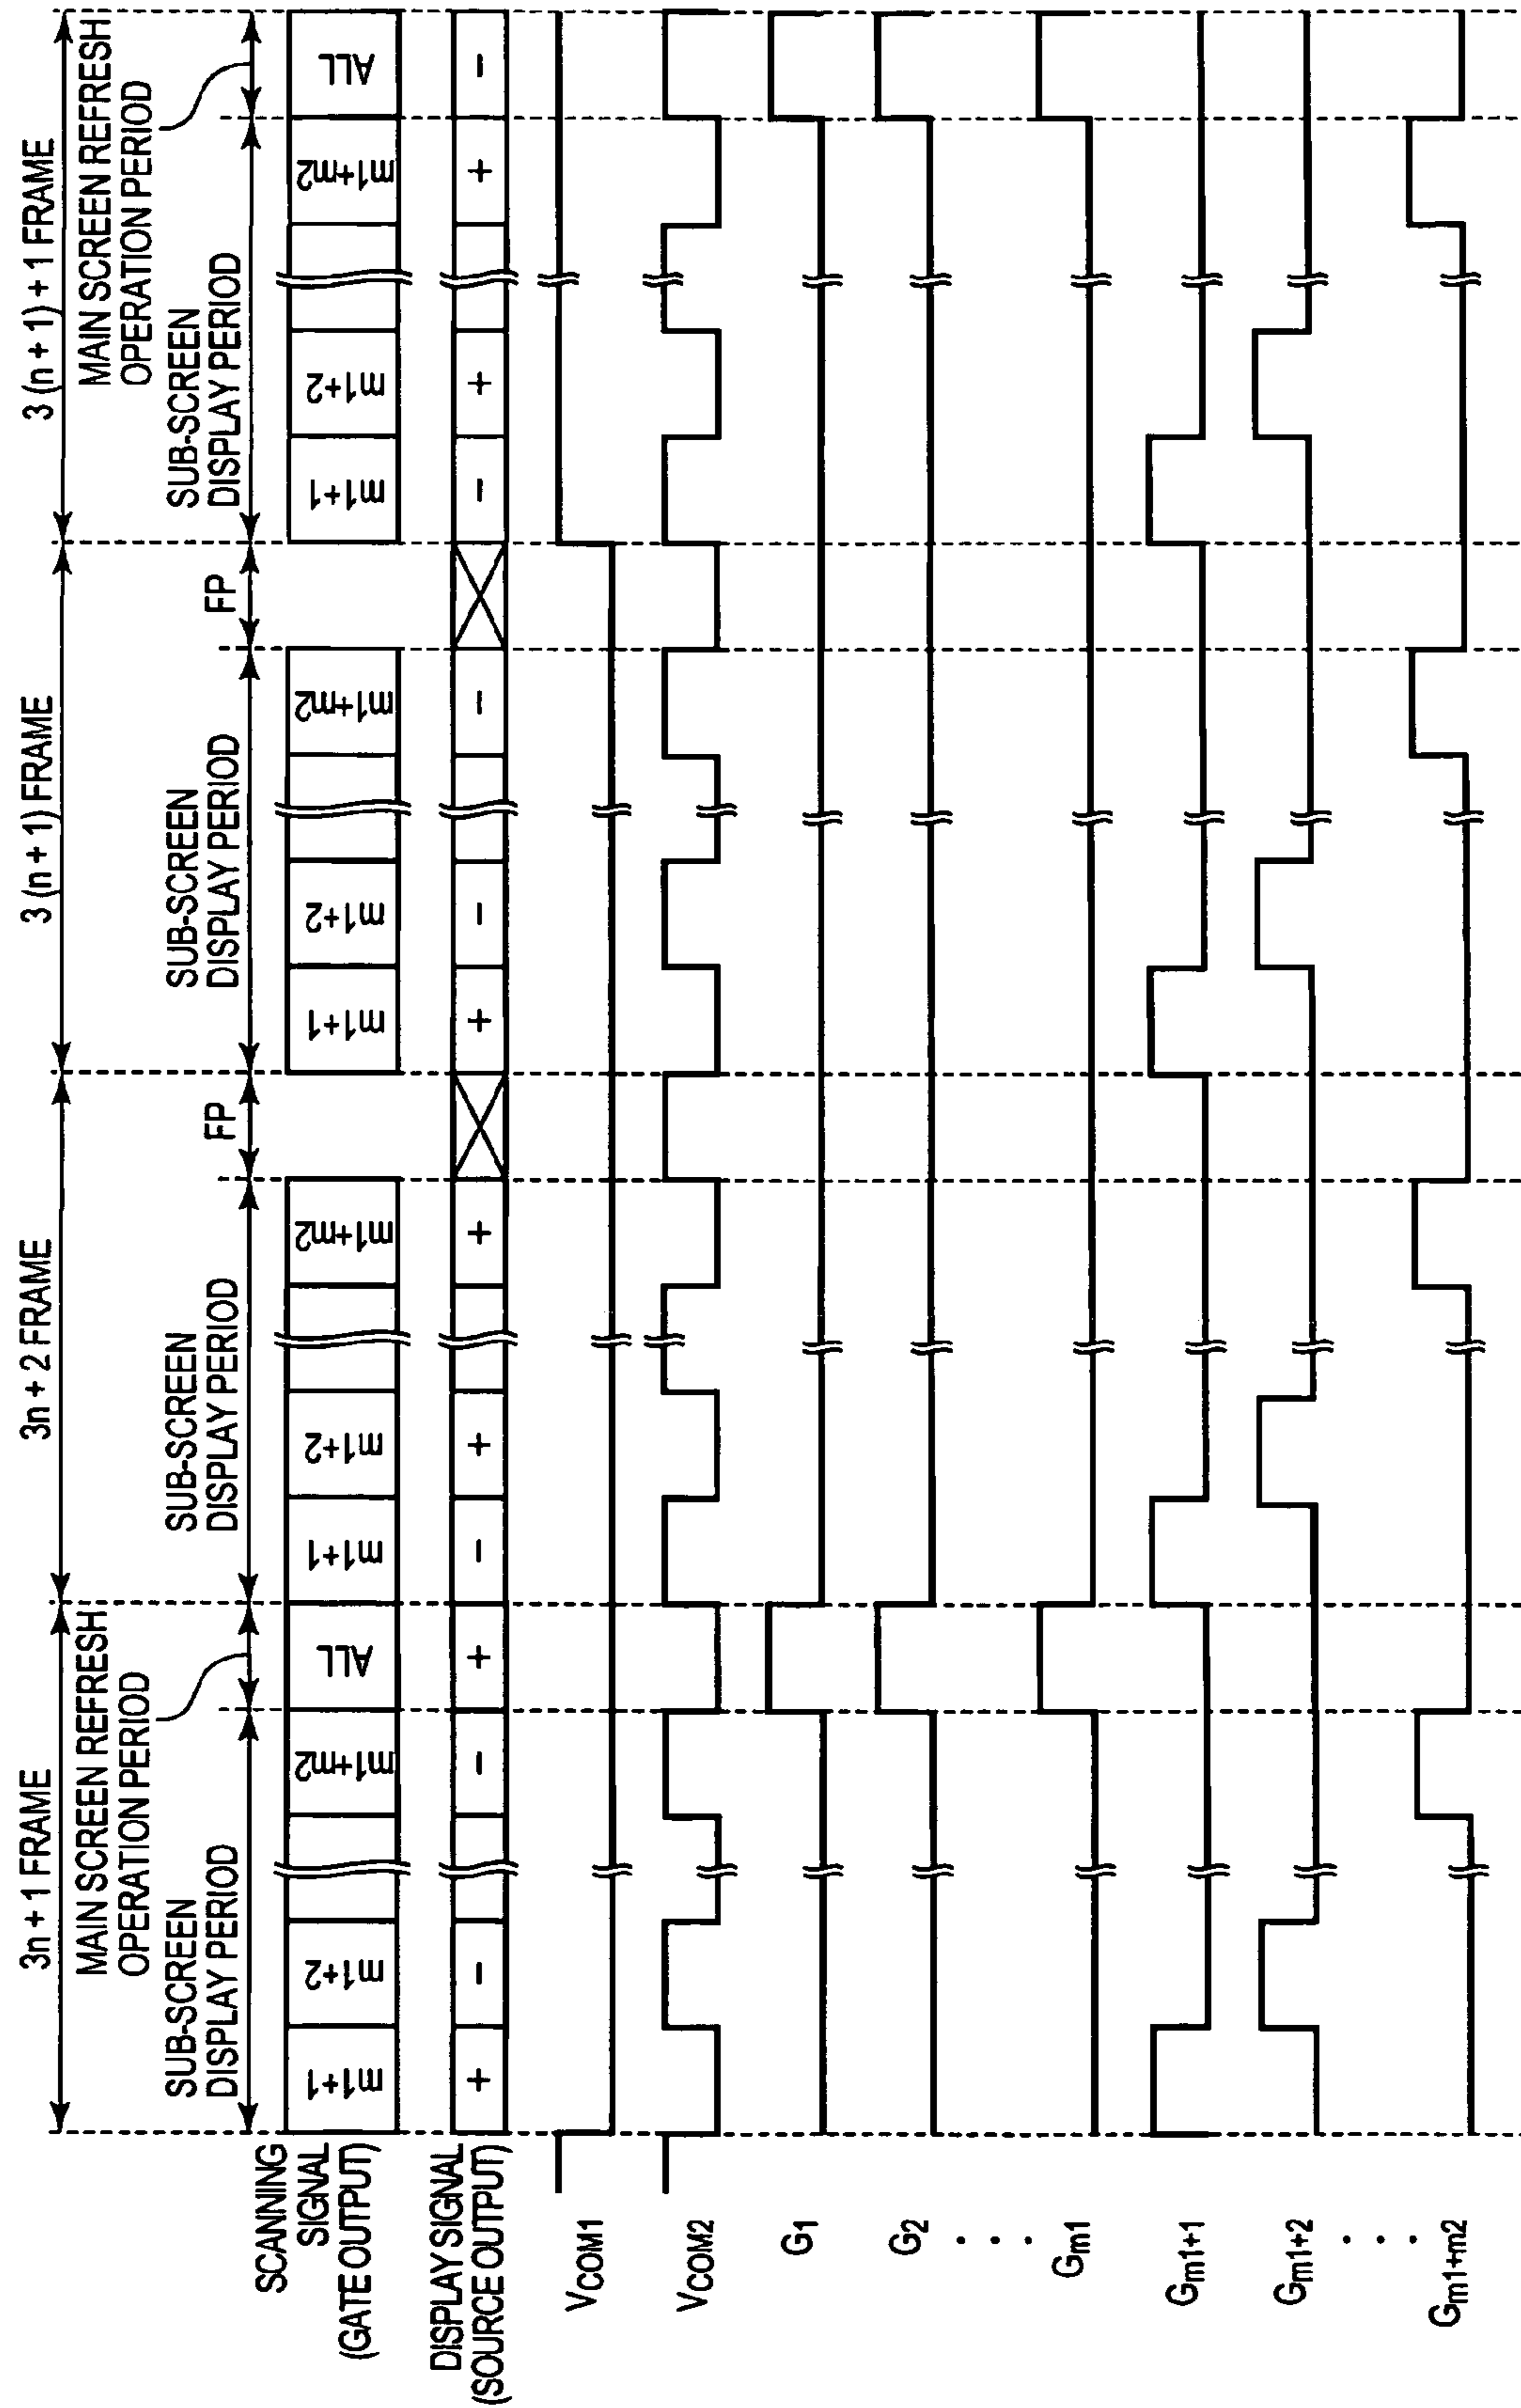 3n + 1 FRAME
3n + 2 FRAME
3 (n + 1) FRAME
3 (n + 1) + 1 FRAME
MAIN SCREEN REFRESH
OPERATION PERIOD
MAIN SCREEN REFRESH
OPERATION PERIOD
SUB-SCREEN
DISPLAY PERIOD
SUB-SCREEN
DISPLAY PERIOD
FP
SUB-SCREEN
DISPLAY PERIOD
FP
SUB-SCREEN
DISPLAY PERIOD
SCANNING
SIGNAL
(GATE OUTPUT)
m1+1 m1+2 m1+m2 ALL m1+1 m1+2 m1+m2 m1+1 m1+2 m1+m2 m1+1 m1+2 m1+m2 ALL
DISPLAY SIGNAL
(SOURCE OUTPUT)
+ − − + − + + + − − − + + −
VCOM1
VCOM2
G1
G2
. . .
Gm1
Gm1+1
Gm1+2
. . .
Gm1+m2